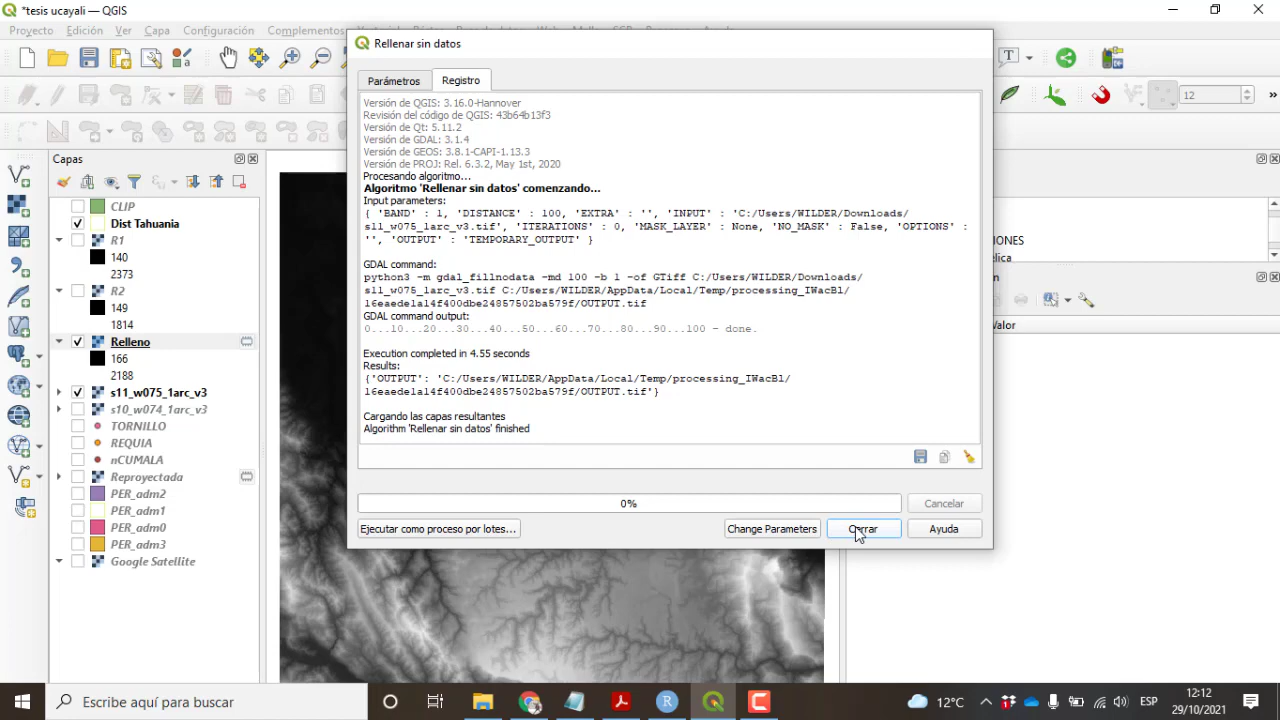 *tesis ucayali — QGIS
Proyecto Edición Ver Capa Configuración Complementos
Rellenar sin datos
Parámetros Registro
Versión de QGIS: 3.16.0-Hannover
Revisión del código de QGIS: 43b64b13f3
Versión de Qt: 5.11.2
Versión de GDAL: 3.1.4
Versión de GEOS: 3.8.1-CAPI-1.13.3
Versión de PROJ: Rel. 6.3.2, May 1st, 2020
Procesando algoritmo...
Algoritmo 'Rellenar sin datos' comenzando...
Input parameters:
{ 'BAND' : 1, 'DISTANCE' : 100, 'EXTRA' : '', 'INPUT' : 'C:/Users/WILDER/Downloads/
s11_w075_1arc_v3.tif', 'ITERATIONS' : 0, 'MASK_LAYER' : None, 'NO_MASK' : False, 'OPTIONS' :
'', 'OUTPUT' : 'TEMPORARY_OUTPUT' }
GDAL command:
python3 -m gdal_fillnodata -md 100 -b 1 -of GTiff C:/Users/WILDER/Downloads/
s11_w075_1arc_v3.tif C:/Users/WILDER/AppData/Local/Temp/processing_IWacBl/
16eaede1a14f400dbe24857502ba579f/OUTPUT.tif
GDAL command output:
0...10...20...30...40...50...60...70...80...90...100 - done.
Execution completed in 4.55 seconds
Results:
{'OUTPUT': 'C:/Users/WILDER/AppData/Local/Temp/processing_IWacBl/
16eaede1a14f400dbe24857502ba579f/OUTPUT.tif'}
Cargando las capas resultantes
Algorithm 'Rellenar sin datos' finished
0%
Cancelar
Ejecutar como proceso por lotes...
Change Parameters
Cerrar
Ayuda
T
12
»
»
Capas
CLIP
Dist Tahuania
R1
140
2373
R2
149
1814
Relleno
166
2188
s11_w075_1arc_v3
s10_w074_1arc_v3
TORNILLO
REQUIA
nCUMALA
Reproyectada
PER_adm2
PER_adm1
PER_adm0
PER_adm3
Google Satellite
Escribe aquí para buscar
12°C
ESP
12:12
29/10/2021